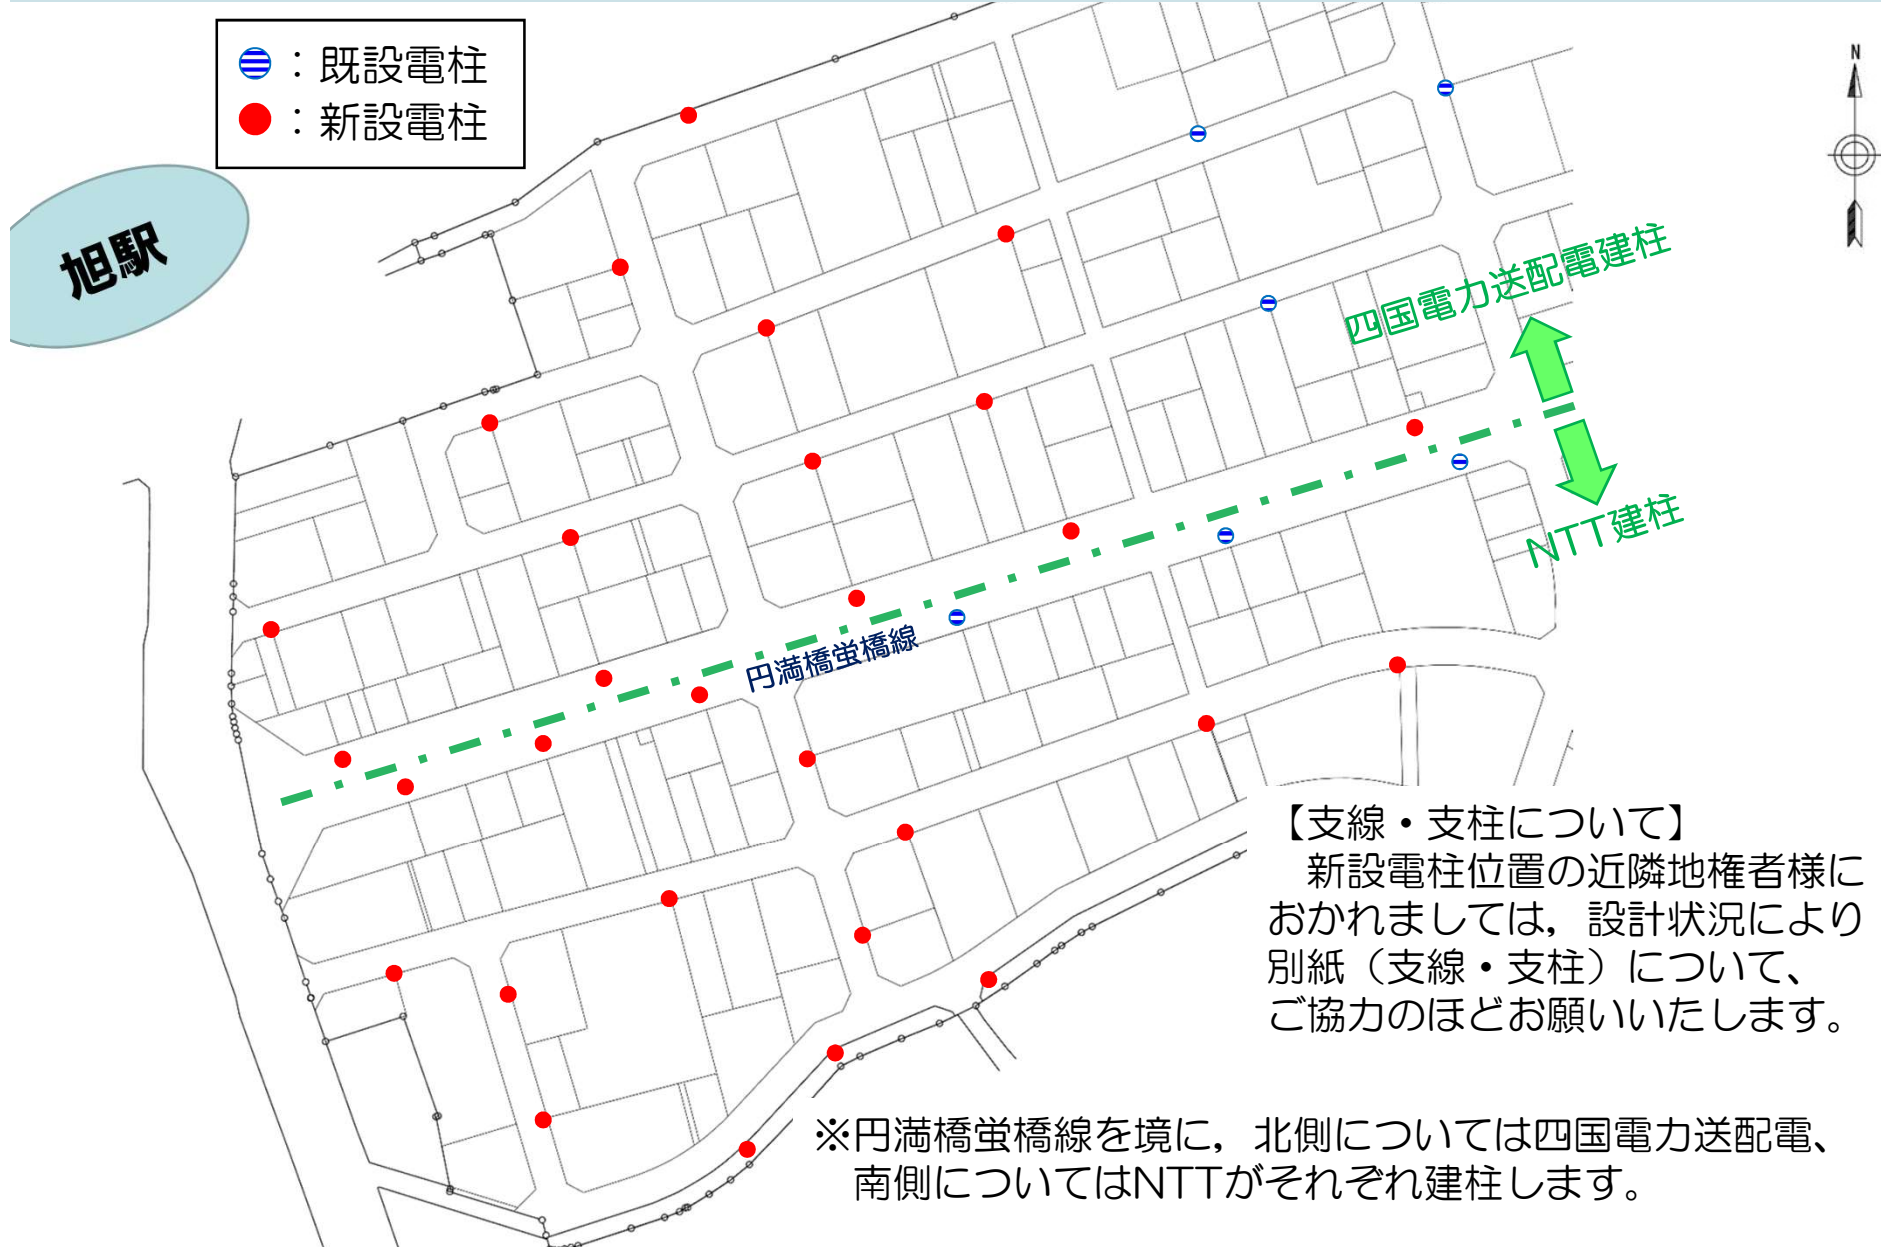 ：既設電柱
：新設電柱
N
旭駅
四国電力送配電建柱
NTT建柱
円満橋蛍橋線
【支線・支柱について】
新設電柱位置の近隣地権者様に
おかれましては，設計状況により
別紙（支線・支柱）について、
ご協力のほどお願いいたします。
※円満橋蛍橋線を境に，北側については四国電力送配電、
南側についてはNTTがそれぞれ建柱します。